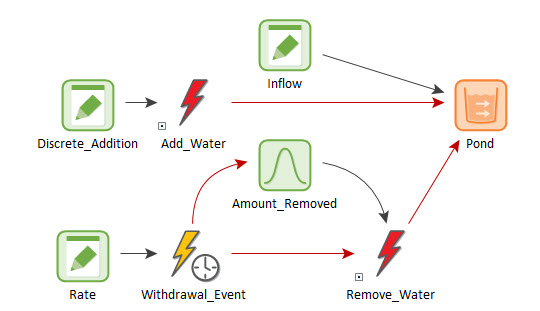 Inflow
Discrete_Addition
Add_Water
Pond
Amount_Removed
Rate
Withdrawal_Event
Remove_Water